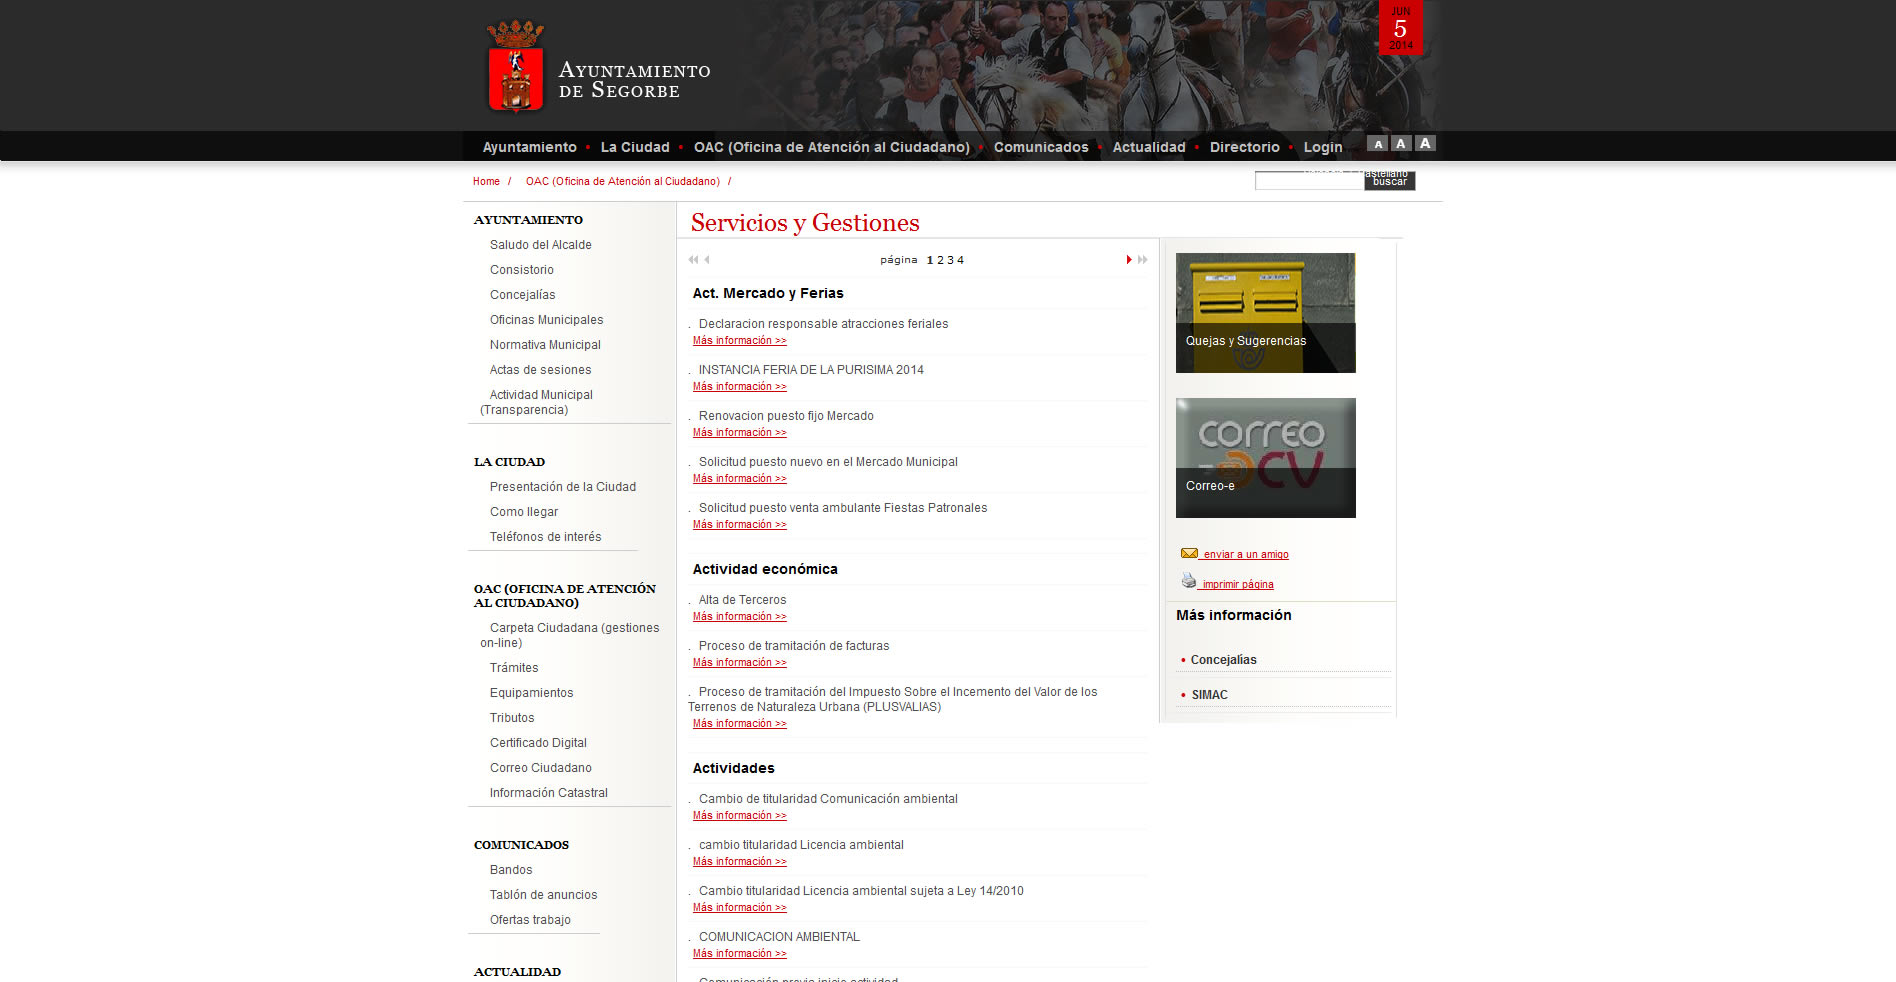 JUN
5
2014
AYUNTAMIENTO
DE SEGORBE
Ayuntamiento • La Ciudad • OAC (Oficina de Atención al Ciudadano) • Comunicados • Actualidad • Directorio • Login A A A
Home / OAC (Oficina de Atención al Ciudadano) /
buscar
AYUNTAMIENTO
Saludo del Alcalde
Consistorio
Concejalías
Oficinas Municipales
Normativa Municipal
Actas de sesiones
Actividad Municipal
(Transparencia)
LA CIUDAD
Presentación de la Ciudad
Como llegar
Teléfonos de interés
OAC (OFICINA DE ATENCIÓN
AL CIUDADANO)
Carpeta Ciudadana (gestiones
on-line)
Trámites
Equipamientos
Tributos
Certificado Digital
Correo Ciudadano
Información Catastral
COMUNICADOS
Bandos
Tablón de anuncios
Ofertas trabajo
ACTUALIDAD
Servicios y Gestiones
página 1 2 3 4
Act. Mercado y Ferias
. Declaracion responsable atracciones feriales
Más información >>
. INSTANCIA FERIA DE LA PURISIMA 2014
Más información >>
. Renovacion puesto fijo Mercado
Más información >>
. Solicitud puesto nuevo en el Mercado Municipal
Más información >>
. Solicitud puesto venta ambulante Fiestas Patronales
Más información >>
Actividad económica
. Alta de Terceros
Más información >>
. Proceso de tramitación de facturas
Más información >>
. Proceso de tramitación del Impuesto Sobre el Incemento del Valor de los
Terrenos de Naturaleza Urbana (PLUSVALIAS)
Más información >>
Actividades
. Cambio de titularidad Comunicación ambiental
Más información >>
. cambio titularidad Licencia ambiental
Más información >>
. Cambio titularidad Licencia ambiental sujeta a Ley 14/2010
Más información >>
. COMUNICACION AMBIENTAL
Más información >>
. Comunicación previa inicio actividad
Quejas y Sugerencias
CORREO
CV
Correo-e
enviar a un amigo
imprimir página
Más información
• Concejalías
• SIMAC